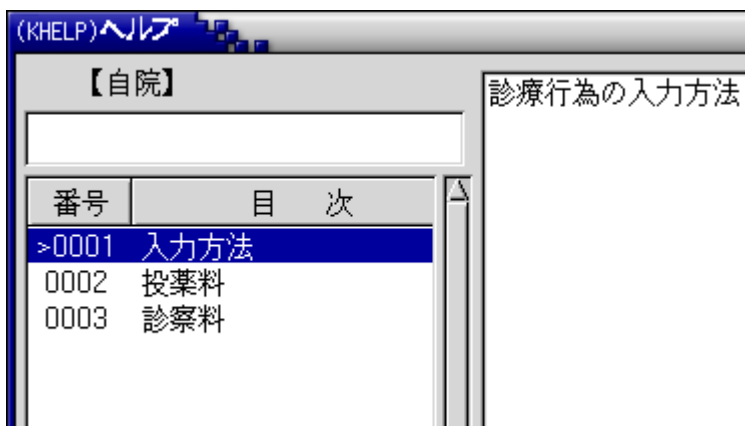 (KHELP)ヘルプ
【自院】
番号 目 次
>0001 入力方法
0002 投薬料
0003 診察料
診療行為の入力方法